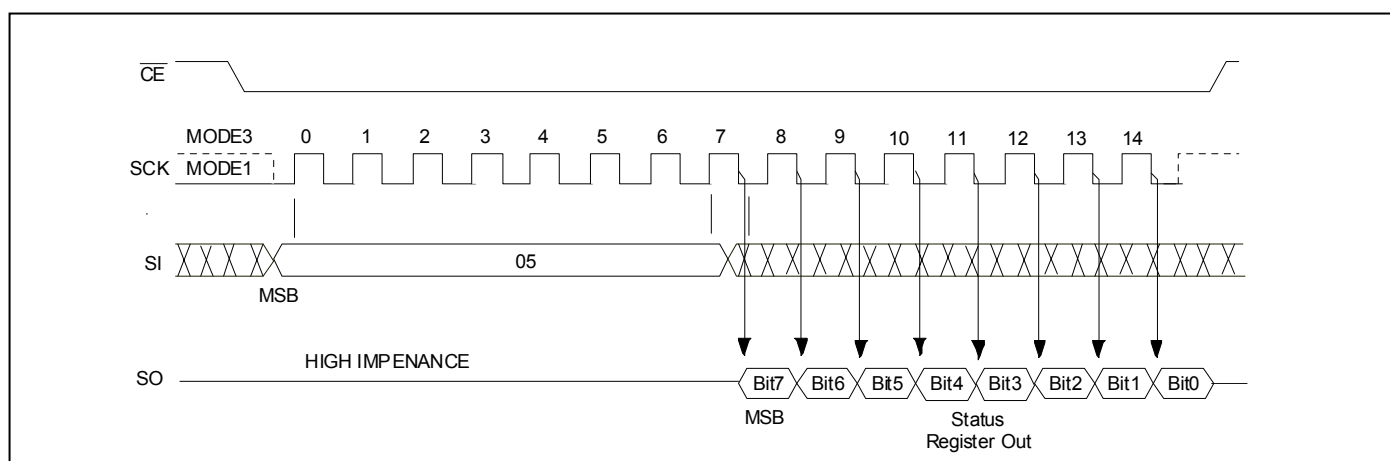 CE
MODE3 0 1 2 3 4 5 6 7 8 9 10 11 12 13 14
SCK MODE1
SI 05
MSB
HIGH IMPENANCE
SO Bit7 Bit6 Bit5 Bit4 Bit3 Bit2 Bit1 Bit0
MSB Status
Register Out